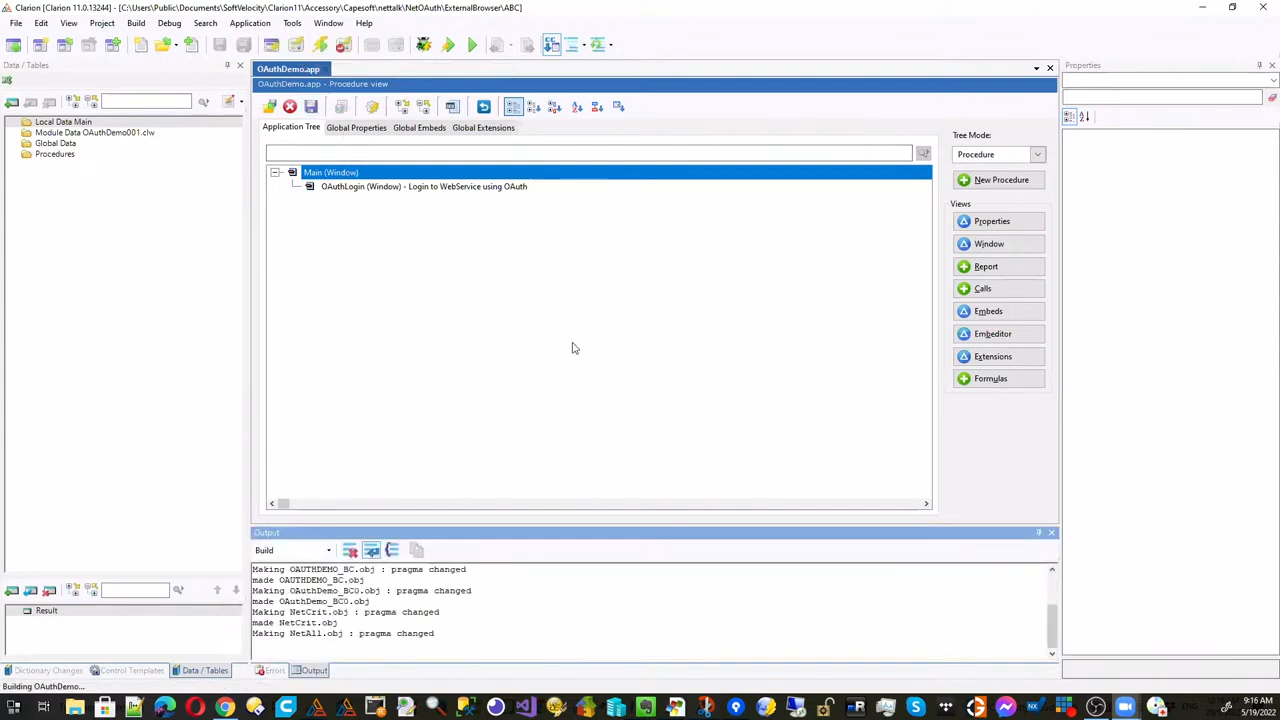 Clarion [Clarion 11.0.13244] - [C:\Users\Public\Documents\SoftVelocity\Clarion11\Accessory\Capesoft\nettalk\NetOAuth\ExternalBrowser\ABC]
File Edit View Project Build Debug Search Application Tools Window Help
Data / Tables
OAuthDemo.app
Properties
OAuthDemo.app - Procedure view
Local Data Main
Module Data OAuthDemo001.clw
Global Data
Procedures
Application Tree Global Properties Global Embeds Global Extensions
Tree Mode:
Procedure
Main (Window)
OAuthLogin (Window) - Login to WebService using OAuth
New Procedure
Views
Properties
Window
Report
Calls
Embeds
Embeditor
Extensions
Formulas
Output
Build
Making OAUTHDEMO_BC.obj : pragma changed
made OAUTHDEMO_BC.obj
Making OAuthDemo_BC0.obj : pragma changed
made OAuthDemo_BC0.obj
Making NetCrit.obj : pragma changed
made NetCrit.obj
Making NetAll.obj : pragma changed
Result
Dictionary Changes Control Templates Data / Tables
Errors Output
Building OAuthDemo...
ENG
9:16 AM
5/19/2022